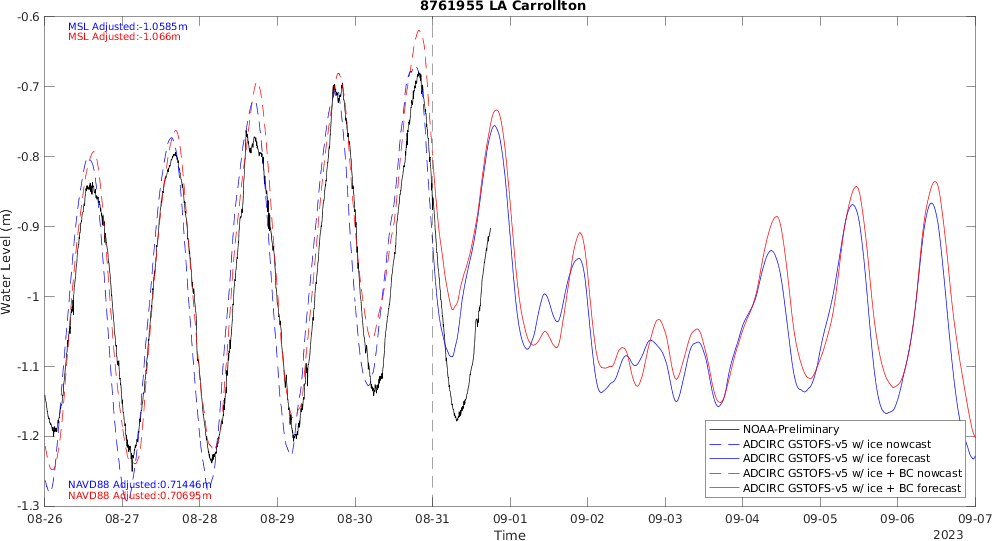 8761955 LA Carrollton
MSL Adjusted:-1.0585m
MSL Adjusted:-1.066m
-0.6
-0.7
-0.8
-0.9
-1
-1.1
-1.2
-1.3
Water Level (m)
NAVD88 Adjusted:0.71446m
NAVD88 Adjusted:0.70695m
NOAA-Preliminary
ADCIRC GSTOFS-v5 w/ ice nowcast
ADCIRC GSTOFS-v5 w/ ice forecast
ADCIRC GSTOFS-v5 w/ ice + BC nowcast
ADCIRC GSTOFS-v5 w/ ice + BC forecast
08-26 08-27 08-28 08-29 08-30 08-31 09-01 09-02 09-03 09-04 09-05 09-06 09-07
Time
2023